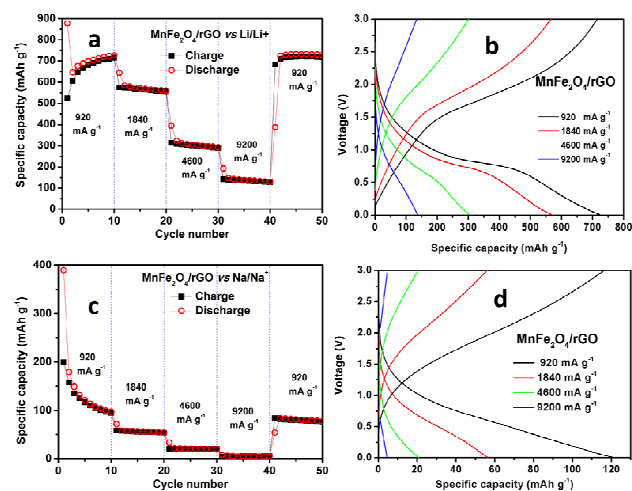 a
MnFe₂O₄/rGO vs Li/Li+
Charge
Discharge
920
mA g⁻¹
1840
mA g⁻¹
4600
mA g⁻¹
9200
mA g⁻¹
920
mA g⁻¹
Specific capacity (mAh g⁻¹)
900
800
700
600
500
400
300
200
100
0
0 10 20 30 40 50
Cycle number
b
MnFe₂O₄/rGO
920 mA g⁻¹
1840 mA g⁻¹
4600 mA g⁻¹
9200 mA g⁻¹
Voltage (V)
3.0
2.5
2.0
1.5
1.0
0.5
0.0
0 100 200 300 400 500 600 700 800
Specific capacity (mAh g⁻¹)
c
MnFe₂O₄/rGO vs Na/Na⁺
Charge
Discharge
920
mA g⁻¹
1840
mA g⁻¹
4600
mA g⁻¹
9200
mA g⁻¹
920
mA g⁻¹
Specific capacity (mAh g⁻¹)
400
300
200
100
0
0 10 20 30 40 50
Cycle number
d
MnFe₂O₄/rGO
920 mA g⁻¹
1840 mA g⁻¹
4600 mA g⁻¹
9200 mA g⁻¹
Voltage (V)
3.0
2.5
2.0
1.5
1.0
0.5
0.0
0 20 40 60 80 100 120
Specific capacity (mAh g⁻¹)